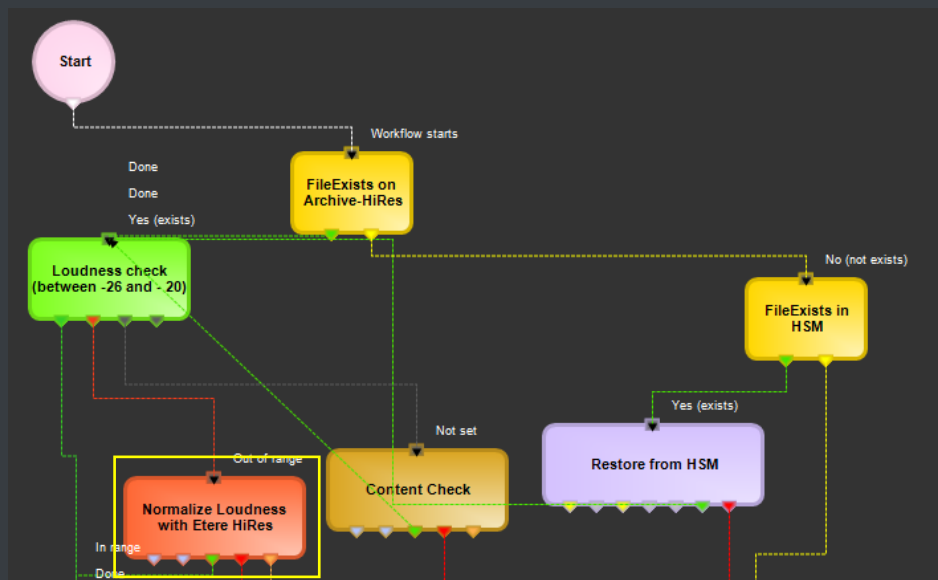 Start
Workflow starts
Done
Done
Yes (exists)
FileExists on
Archive-HiRes
No (not exists)
Loudness check
(between -26 and - 20)
FileExists in
HSM
Yes (exists)
Not set
Out of range
Restore from HSM
Content Check
Normalize Loudness
with Etere HiRes
In range
Done